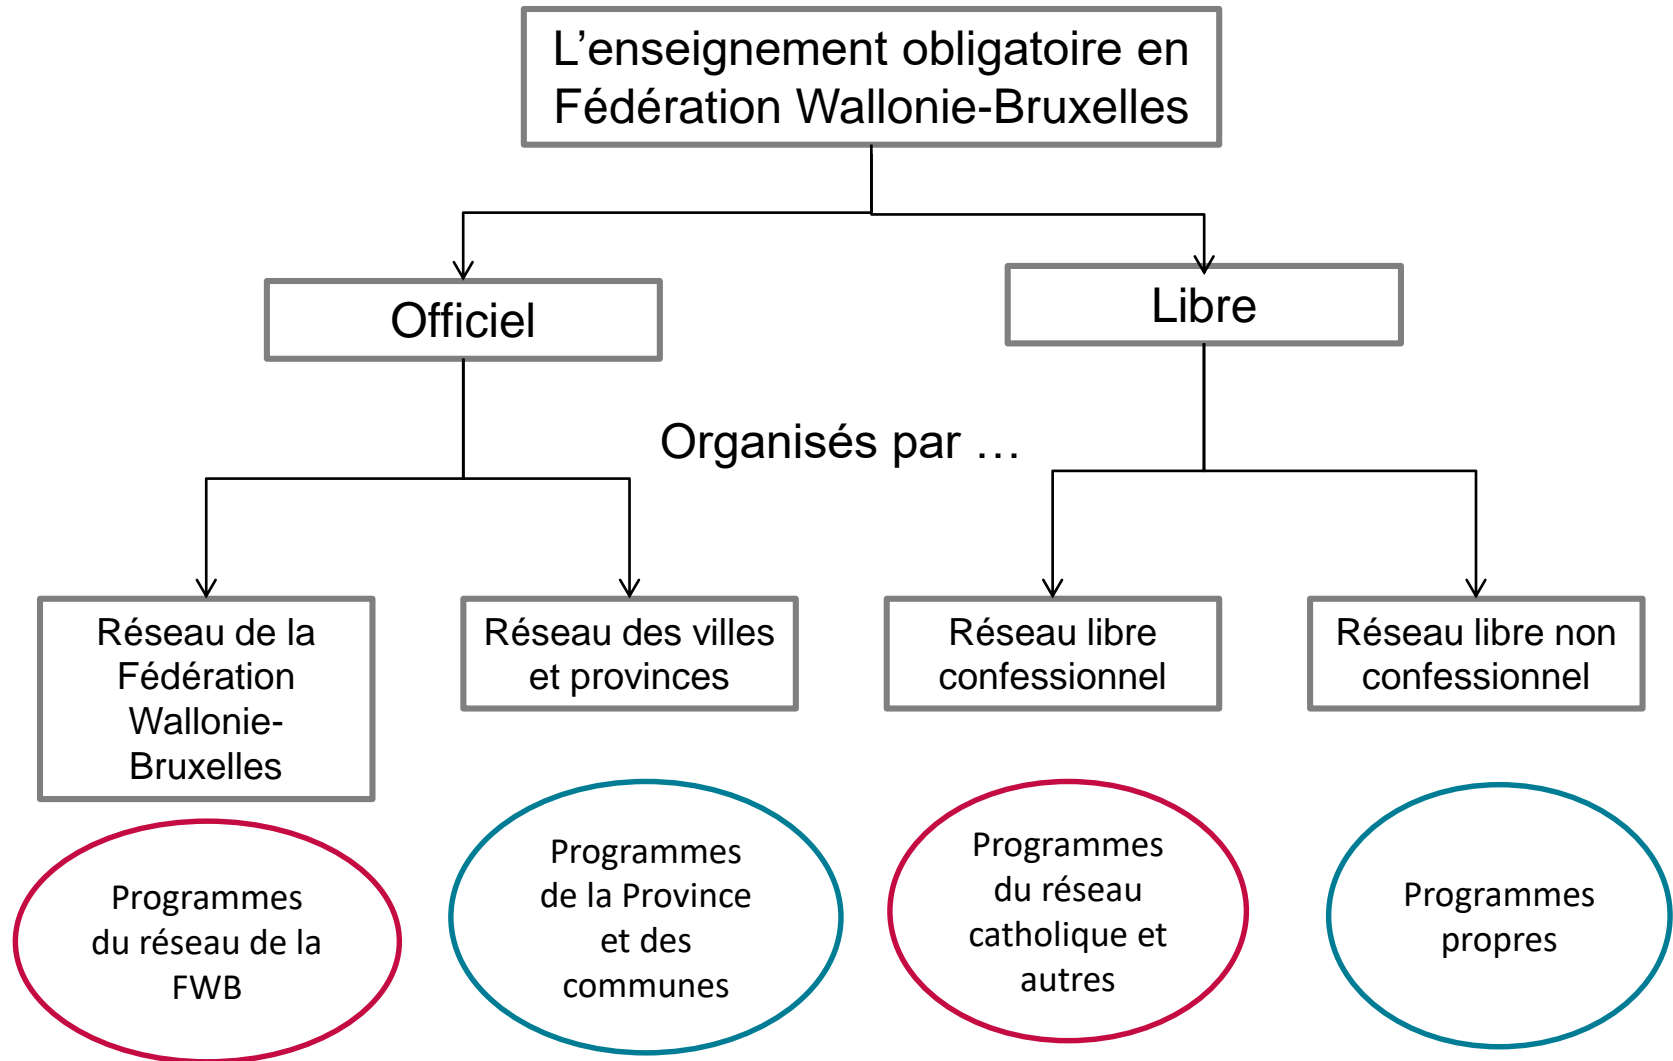 L’enseignement obligatoire en
Fédération Wallonie-Bruxelles
Officiel
Libre
Organisés par …
Réseau de la
Fédération
Wallonie-
Bruxelles
Réseau des villes
et provinces
Réseau libre
confessionnel
Réseau libre non
confessionnel
Programmes
du réseau de la
FWB
Programmes
de la Province
et des
communes
Programmes
du réseau
catholique et
autres
Programmes
propres